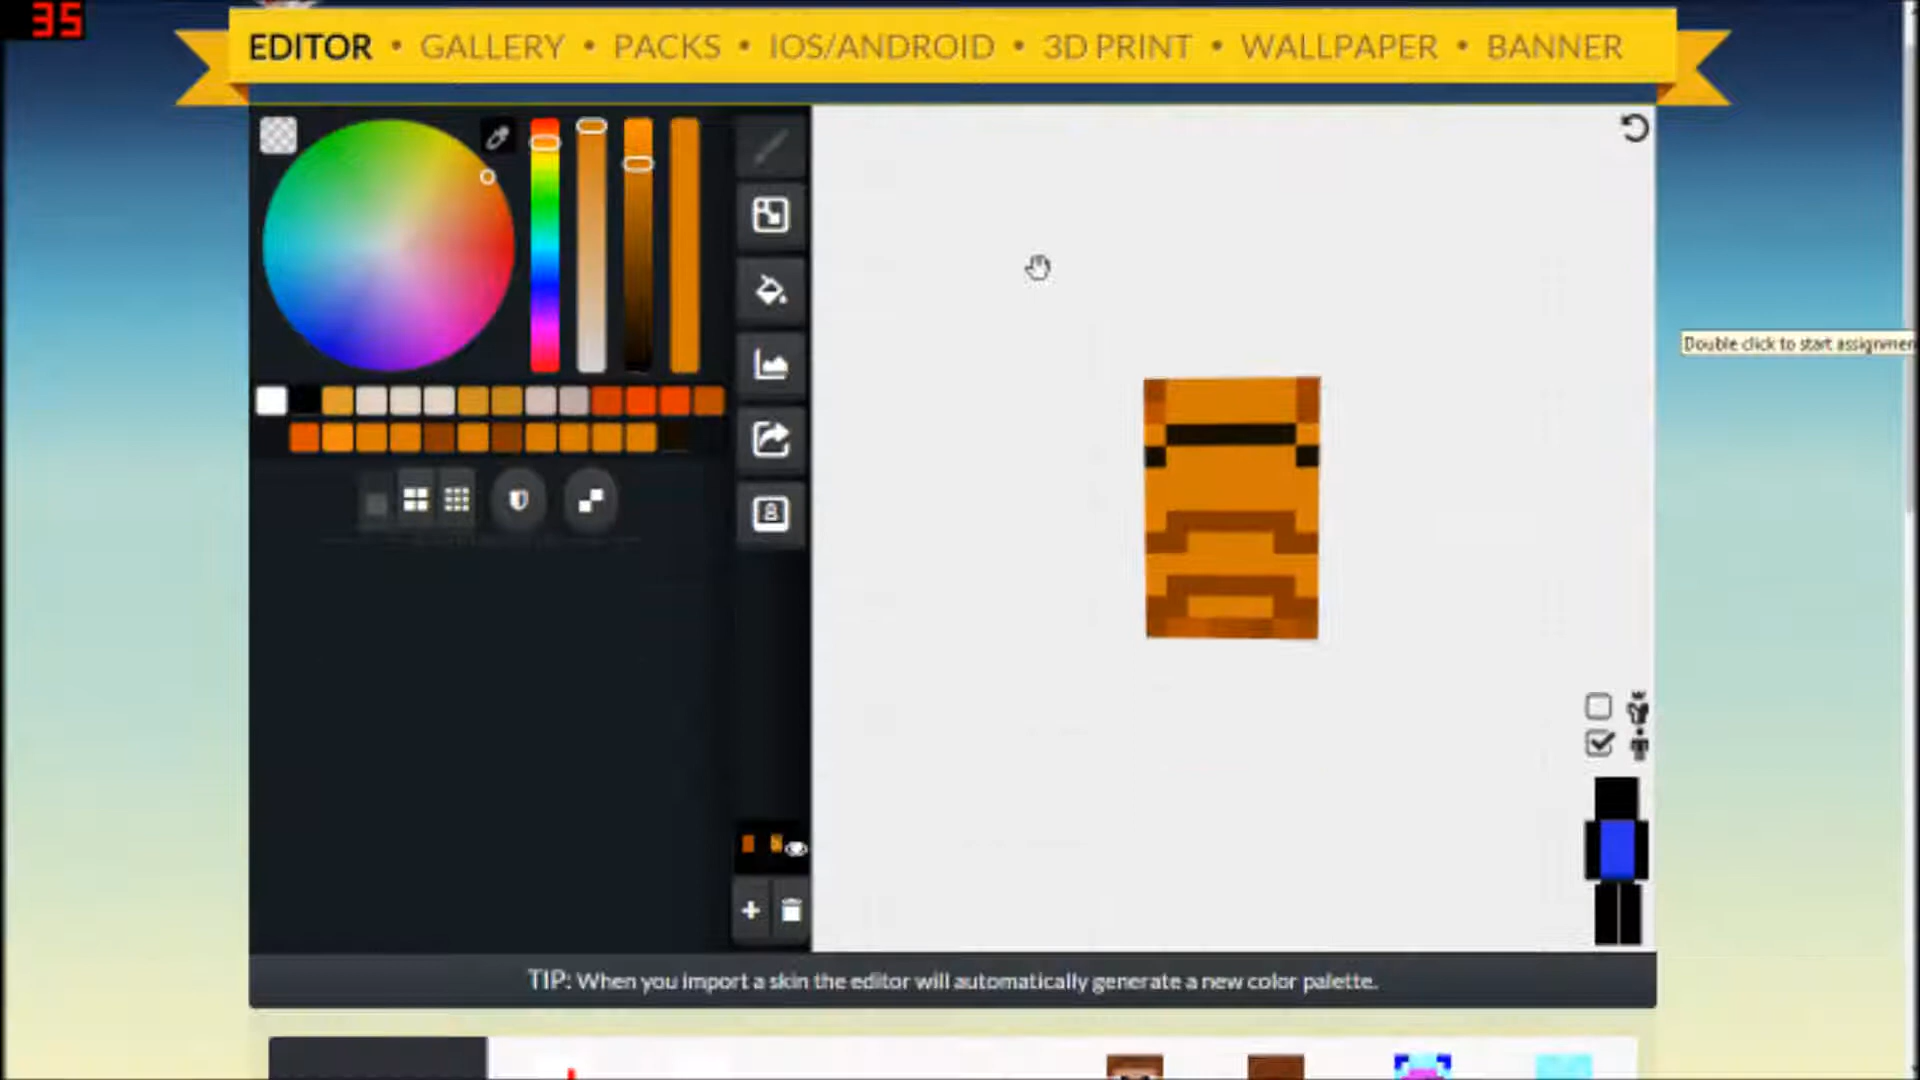 35
EDITOR • GALLERY • PACKS • IOS/ANDROID • 3D PRINT • WALLPAPER • BANNER
Double click to start assignmen
TIP: When you import a skin the editor will automatically generate a new color palette.